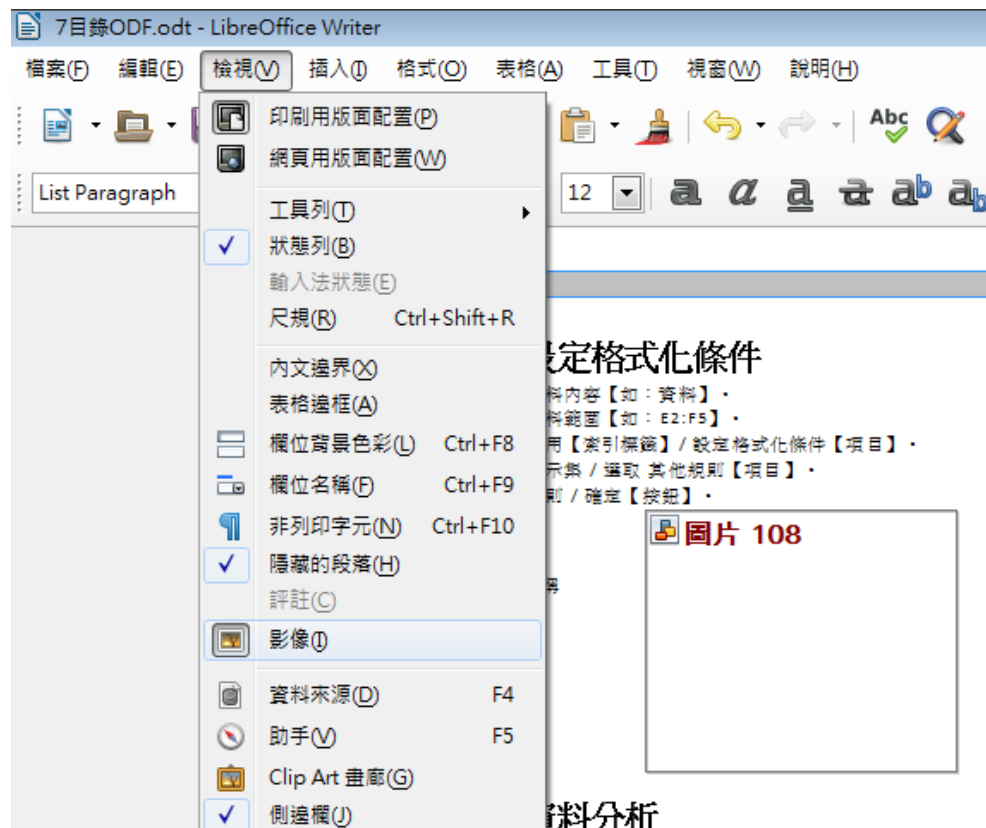 7目錄ODF.odt - LibreOffice Writer
檔案(F) 編輯(E) 檢視(V) 插入(I) 格式(O) 表格(A) 工具(T) 視窗(W) 說明(H)
Abc
List Paragraph 12 a a a a ab ab
印刷用版面配置(P)
網頁用版面配置(W)
工具列(T)
狀態列(B)
輸入法狀態(E)
尺規(R) Ctrl+Shift+R
內文邊界(X)
表格邊框(A)
欄位背景色彩(L) Ctrl+F8
欄位名稱(F) Ctrl+F9
非列印字元(N) Ctrl+F10
隱藏的段落(H)
評註(C)
影像(I)
資料來源(D) F4
助手(V) F5
Clip Art 畫廊(G)
側邊欄(J)
設定格式化條件
料內容【如：資料】。
料範圍【如：E2:F5】。
用【索引標籤】/ 設定格式化條件【項目】。
示集 / 選取 其他規則【項目】。
則 / 確定【按鈕】。
圖片 108
資料分析